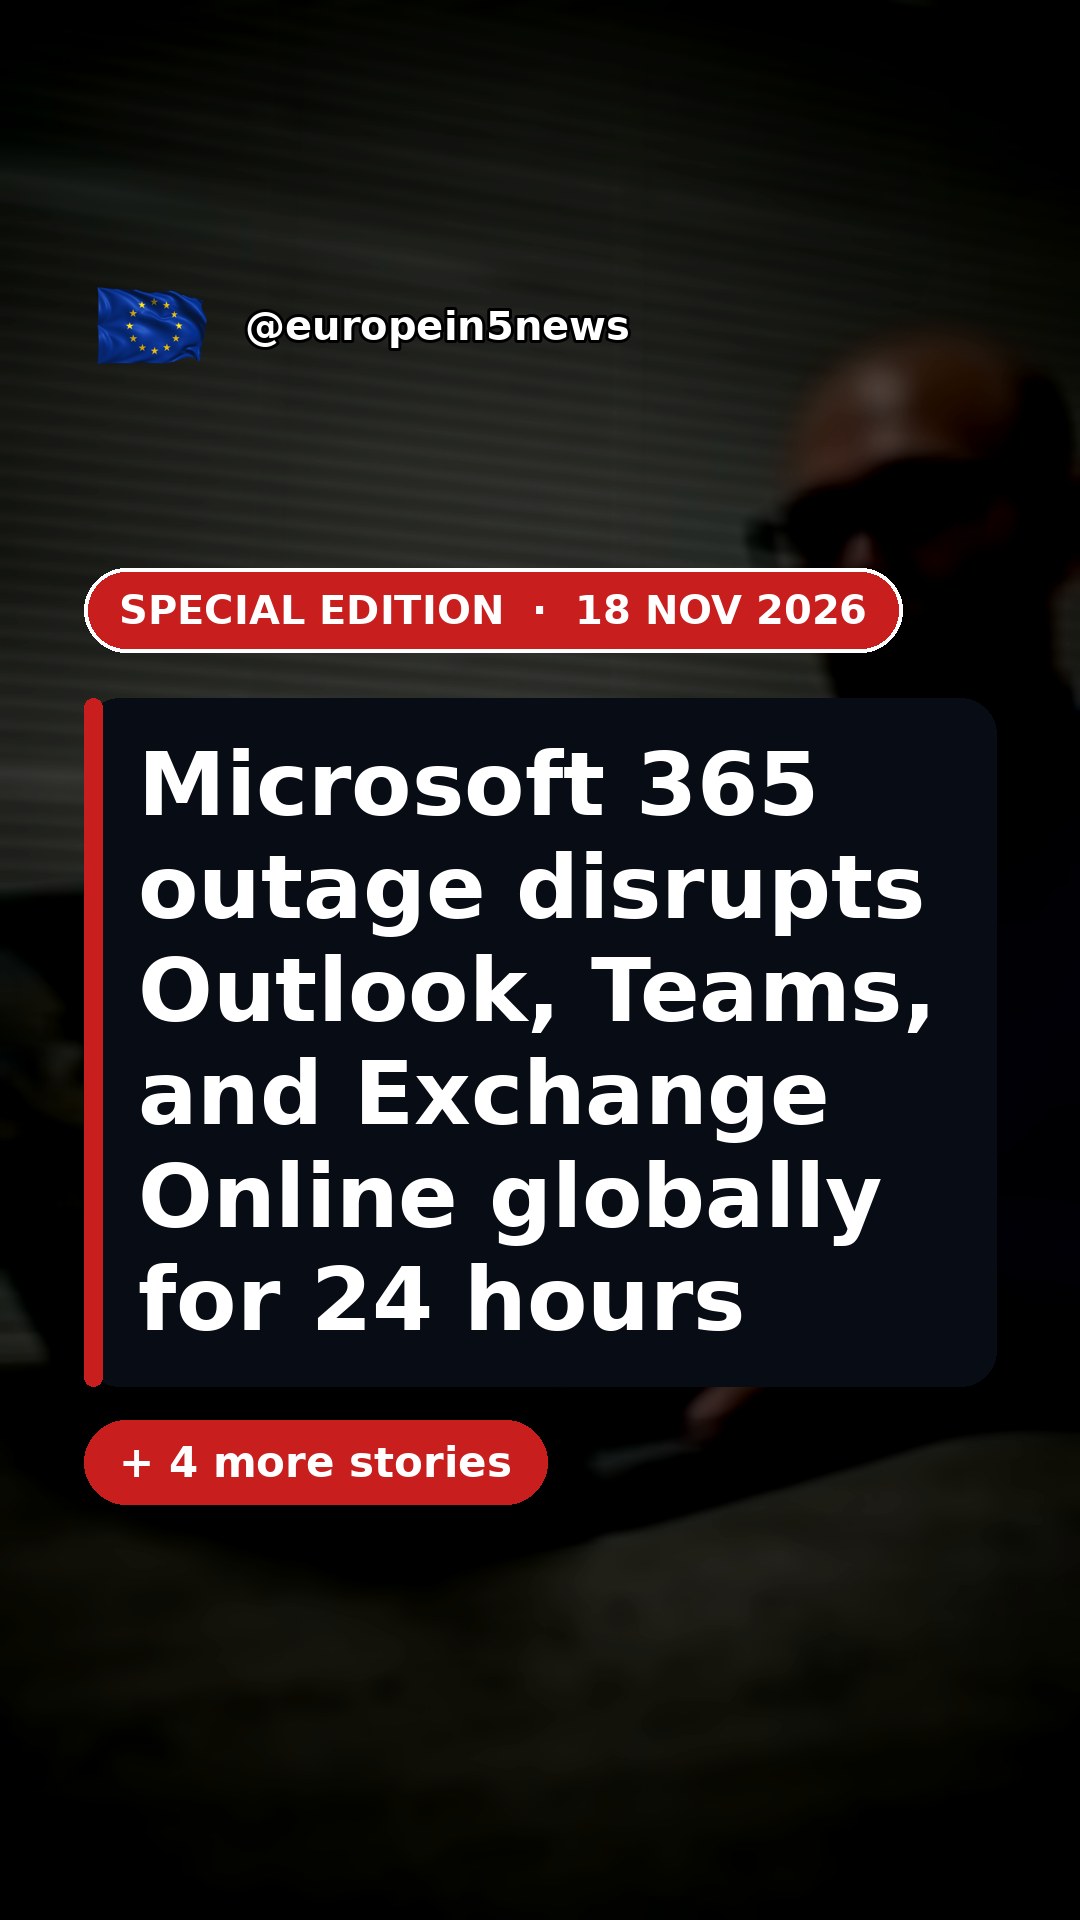 @europein5news
SPECIAL EDITION · 18 NOV 2026
Microsoft 365
outage disrupts
Outlook, Teams,
and Exchange
Online globally
for 24 hours
+ 4 more stories